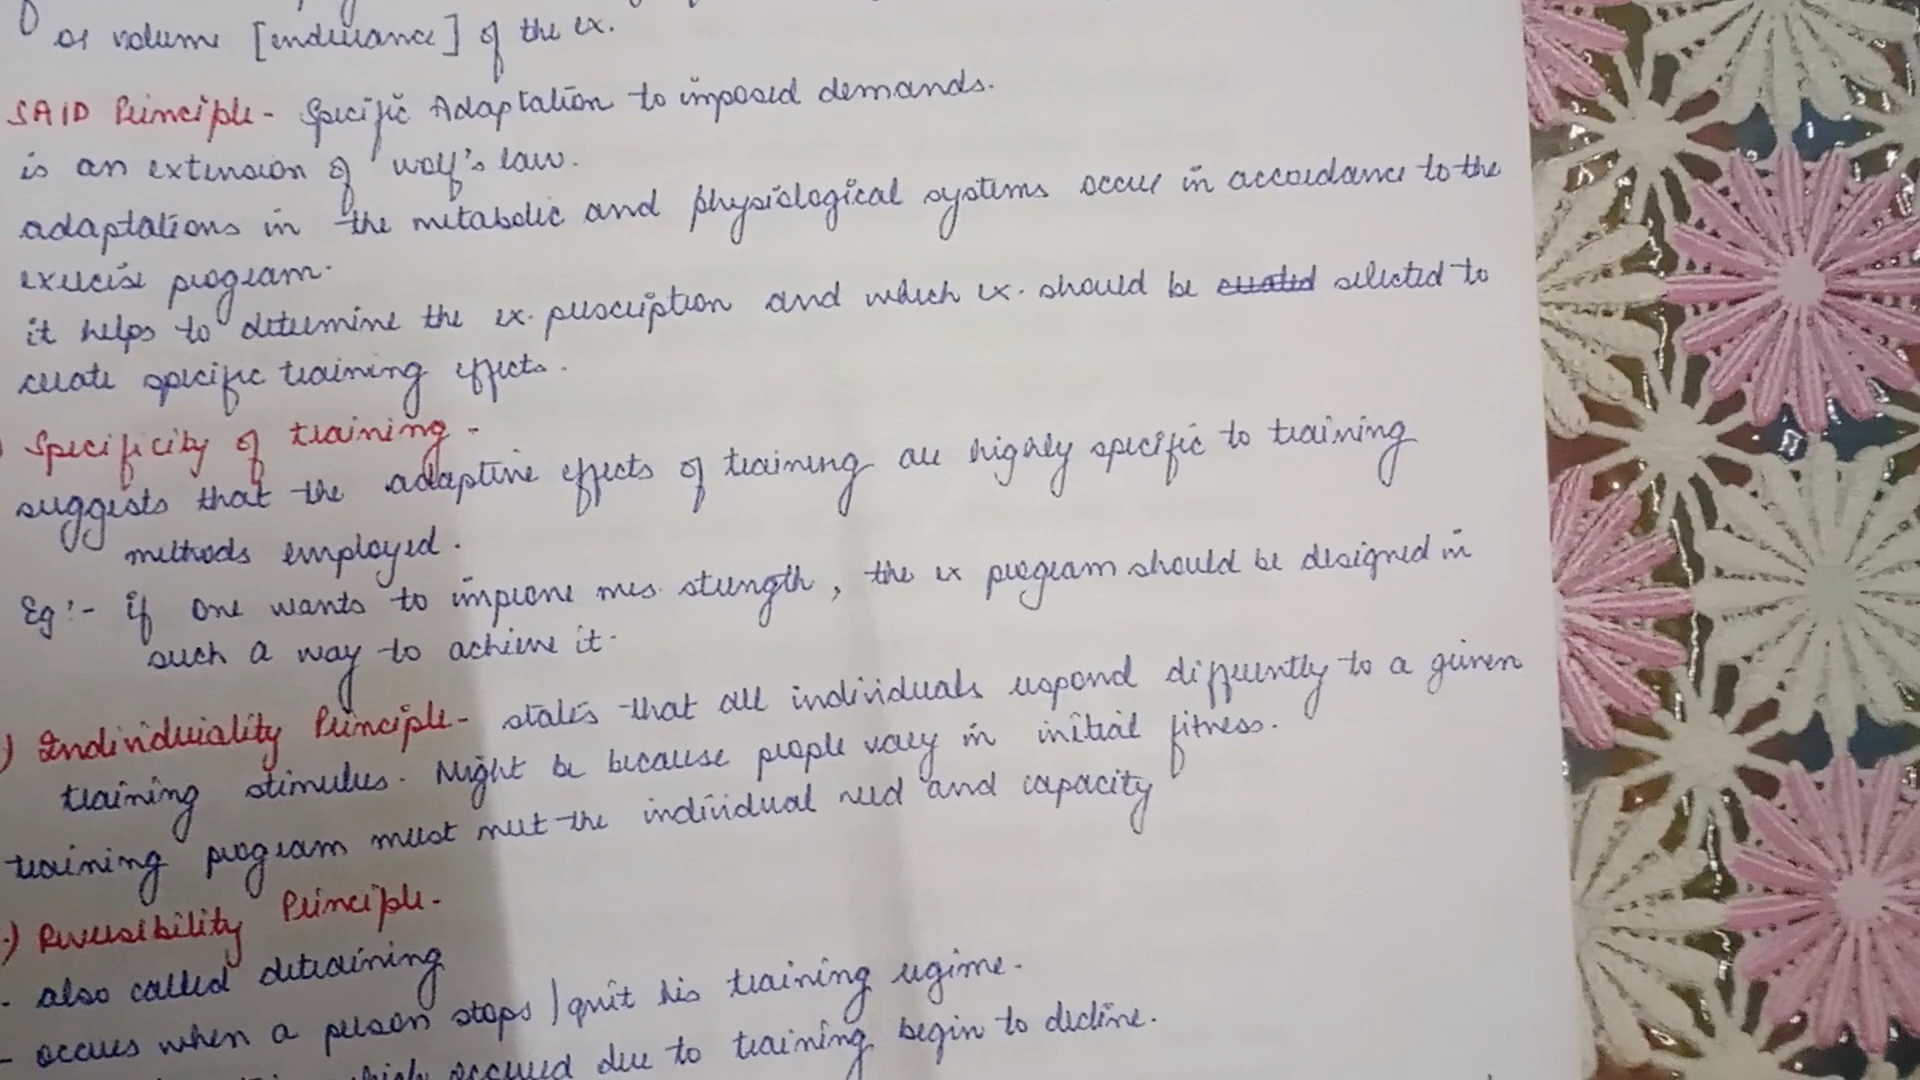 or volume [endurance] of the ex.
SAID Principle - Specific Adaptation to imposed demands.
is an extension of wolf's law.
adaptations in the metabolic and physiological systems occur in accordance to the
exercise program.
it helps to determine the ex. prescription and which ex. should be created selected to
create specific training effects.
Specificity of training -
suggests that the adaptive effects of training are highly specific to training
methods employed.
Eg:- if one wants to improve mus. strength, the ex program should be designed in
such a way to achieve it.
) Individuiality Principle - states that all individuals respond differently to a given
training stimulus. Might be because people vary in initial fitness.
training program must meet the individual need and capacity
) Reversibility Principle -
- also called detraining
- occurs when a person stops / quit his training regime.
which occured due to training begin to decline.